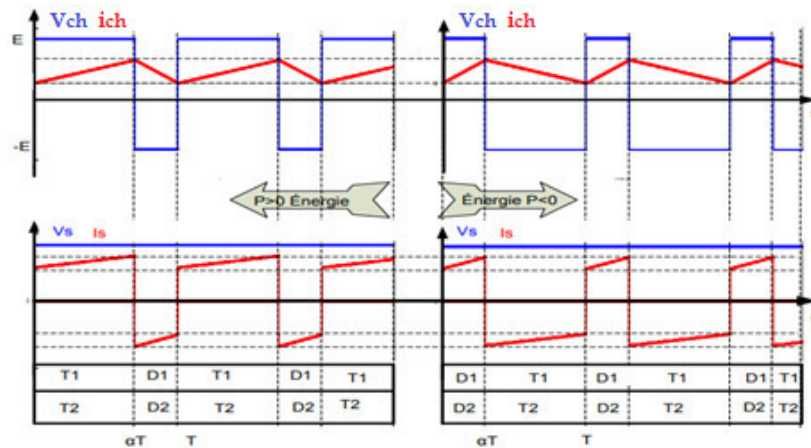 Vch ich
Vch ich
E
-E
P>0 Énergie
Énergie P<0
Vs Is
Vs Is
T1 D1 T1 D1 T1
D1 T1 D1 T1 D1 T1
T2 D2 T2 D2 T2
D2 T2 D2 T2 D2 T2
αT T
αT T